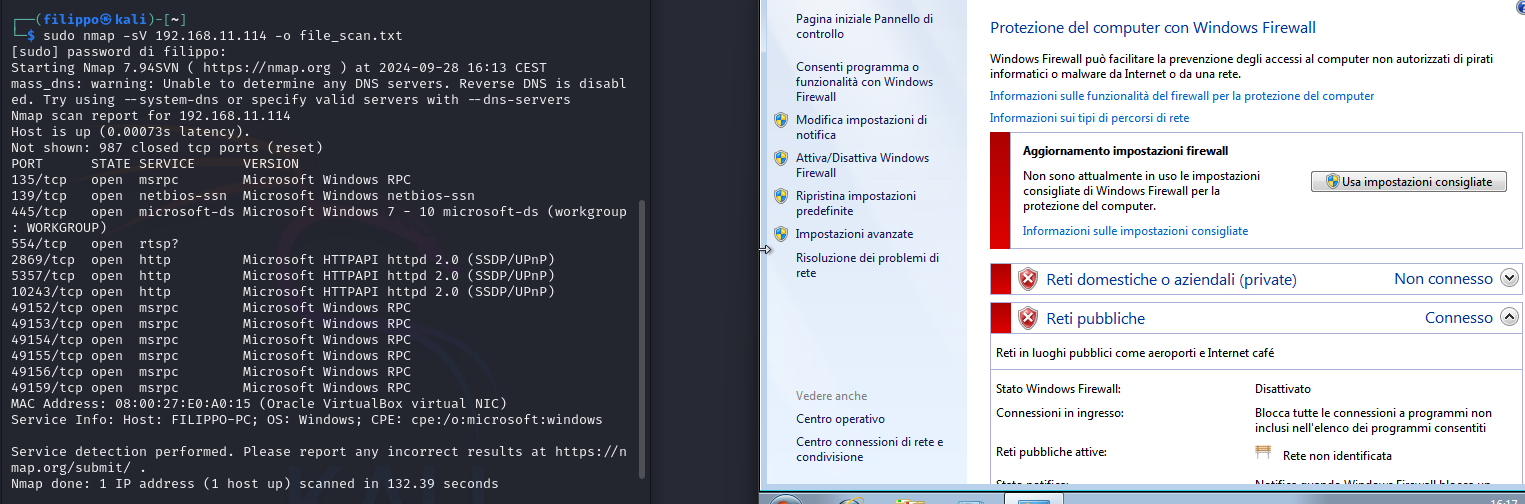 ┌──(filippo㉿kali)-[~]
└─$ sudo nmap -sV 192.168.11.114 -o file_scan.txt
[sudo] password di filippo:
Starting Nmap 7.94SVN ( https://nmap.org ) at 2024-09-28 16:13 CEST
mass_dns: warning: Unable to determine any DNS servers. Reverse DNS is disabl
ed. Try using --system-dns or specify valid servers with --dns-servers
Nmap scan report for 192.168.11.114
Host is up (0.00073s latency).
Not shown: 987 closed tcp ports (reset)
PORT      STATE SERVICE      VERSION
135/tcp   open  msrpc        Microsoft Windows RPC
139/tcp   open  netbios-ssn  Microsoft Windows netbios-ssn
445/tcp   open  microsoft-ds Microsoft Windows 7 - 10 microsoft-ds (workgroup
: WORKGROUP)
554/tcp   open  rtsp?
2869/tcp  open  http         Microsoft HTTPAPI httpd 2.0 (SSDP/UPnP)
5357/tcp  open  http         Microsoft HTTPAPI httpd 2.0 (SSDP/UPnP)
10243/tcp open  http         Microsoft HTTPAPI httpd 2.0 (SSDP/UPnP)
49152/tcp open  msrpc        Microsoft Windows RPC
49153/tcp open  msrpc        Microsoft Windows RPC
49154/tcp open  msrpc        Microsoft Windows RPC
49155/tcp open  msrpc        Microsoft Windows RPC
49156/tcp open  msrpc        Microsoft Windows RPC
49159/tcp open  msrpc        Microsoft Windows RPC
MAC Address: 08:00:27:E0:A0:15 (Oracle VirtualBox virtual NIC)
Service Info: Host: FILIPPO-PC; OS: Windows; CPE: cpe:/o:microsoft:windows
Service detection performed. Please report any incorrect results at https://n
map.org/submit/ .
Nmap done: 1 IP address (1 host up) scanned in 132.39 seconds
Pagina iniziale Pannello di
controllo
Consenti programma o
funzionalità con Windows
Firewall
Modifica impostazioni di
notifica
Attiva/Disattiva Windows
Firewall
Ripristina impostazioni
predefinite
Impostazioni avanzate
Risoluzione dei problemi di
rete
Vedere anche
Centro operativo
Centro connessioni di rete e
condivisione
Protezione del computer con Windows Firewall
Windows Firewall può facilitare la prevenzione degli accessi al computer non autorizzati di pirati
informatici o malware da Internet o da una rete.
Informazioni sulle funzionalità del firewall per la protezione del computer
Informazioni sui tipi di percorsi di rete
Aggiornamento impostazioni firewall
Non sono attualmente in uso le impostazioni
consigliate di Windows Firewall per la
protezione del computer.
Usa impostazioni consigliate
Informazioni sulle impostazioni consigliate
Reti domestiche o aziendali (private) Non connesso
Reti pubbliche Connesso
Reti in luoghi pubblici come aeroporti e Internet café
Stato Windows Firewall: Disattivato
Connessioni in ingresso: Blocca tutte le connessioni a programmi non
inclusi nell'elenco dei programmi consentiti
Reti pubbliche attive: Rete non identificata